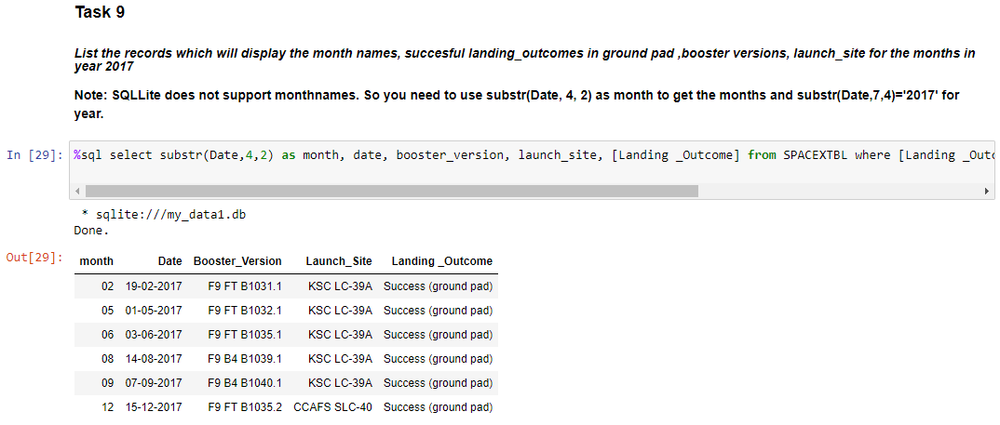 Task 9
List the records which will display the month names, succesful landing_outcomes in ground pad ,booster versions, launch_site for the months in
year 2017
Note: SQLLite does not support monthnames. So you need to use substr(Date, 4, 2) as month to get the months and substr(Date,7,4)='2017' for
year.
In [29]: %sql select substr(Date,4,2) as month, date, booster_version, launch_site, [Landing _Outcome] from SPACEXTBL where [Landing _Outc
* sqlite:///my_data1.db
Done.
Out[29]: month Date Booster_Version Launch_Site Landing _Outcome
02 19-02-2017 F9 FT B1031.1 KSC LC-39A Success (ground pad)
05 01-05-2017 F9 FT B1032.1 KSC LC-39A Success (ground pad)
06 03-06-2017 F9 FT B1035.1 KSC LC-39A Success (ground pad)
08 14-08-2017 F9 B4 B1039.1 KSC LC-39A Success (ground pad)
09 07-09-2017 F9 B4 B1040.1 KSC LC-39A Success (ground pad)
12 15-12-2017 F9 FT B1035.2 CCAFS SLC-40 Success (ground pad)